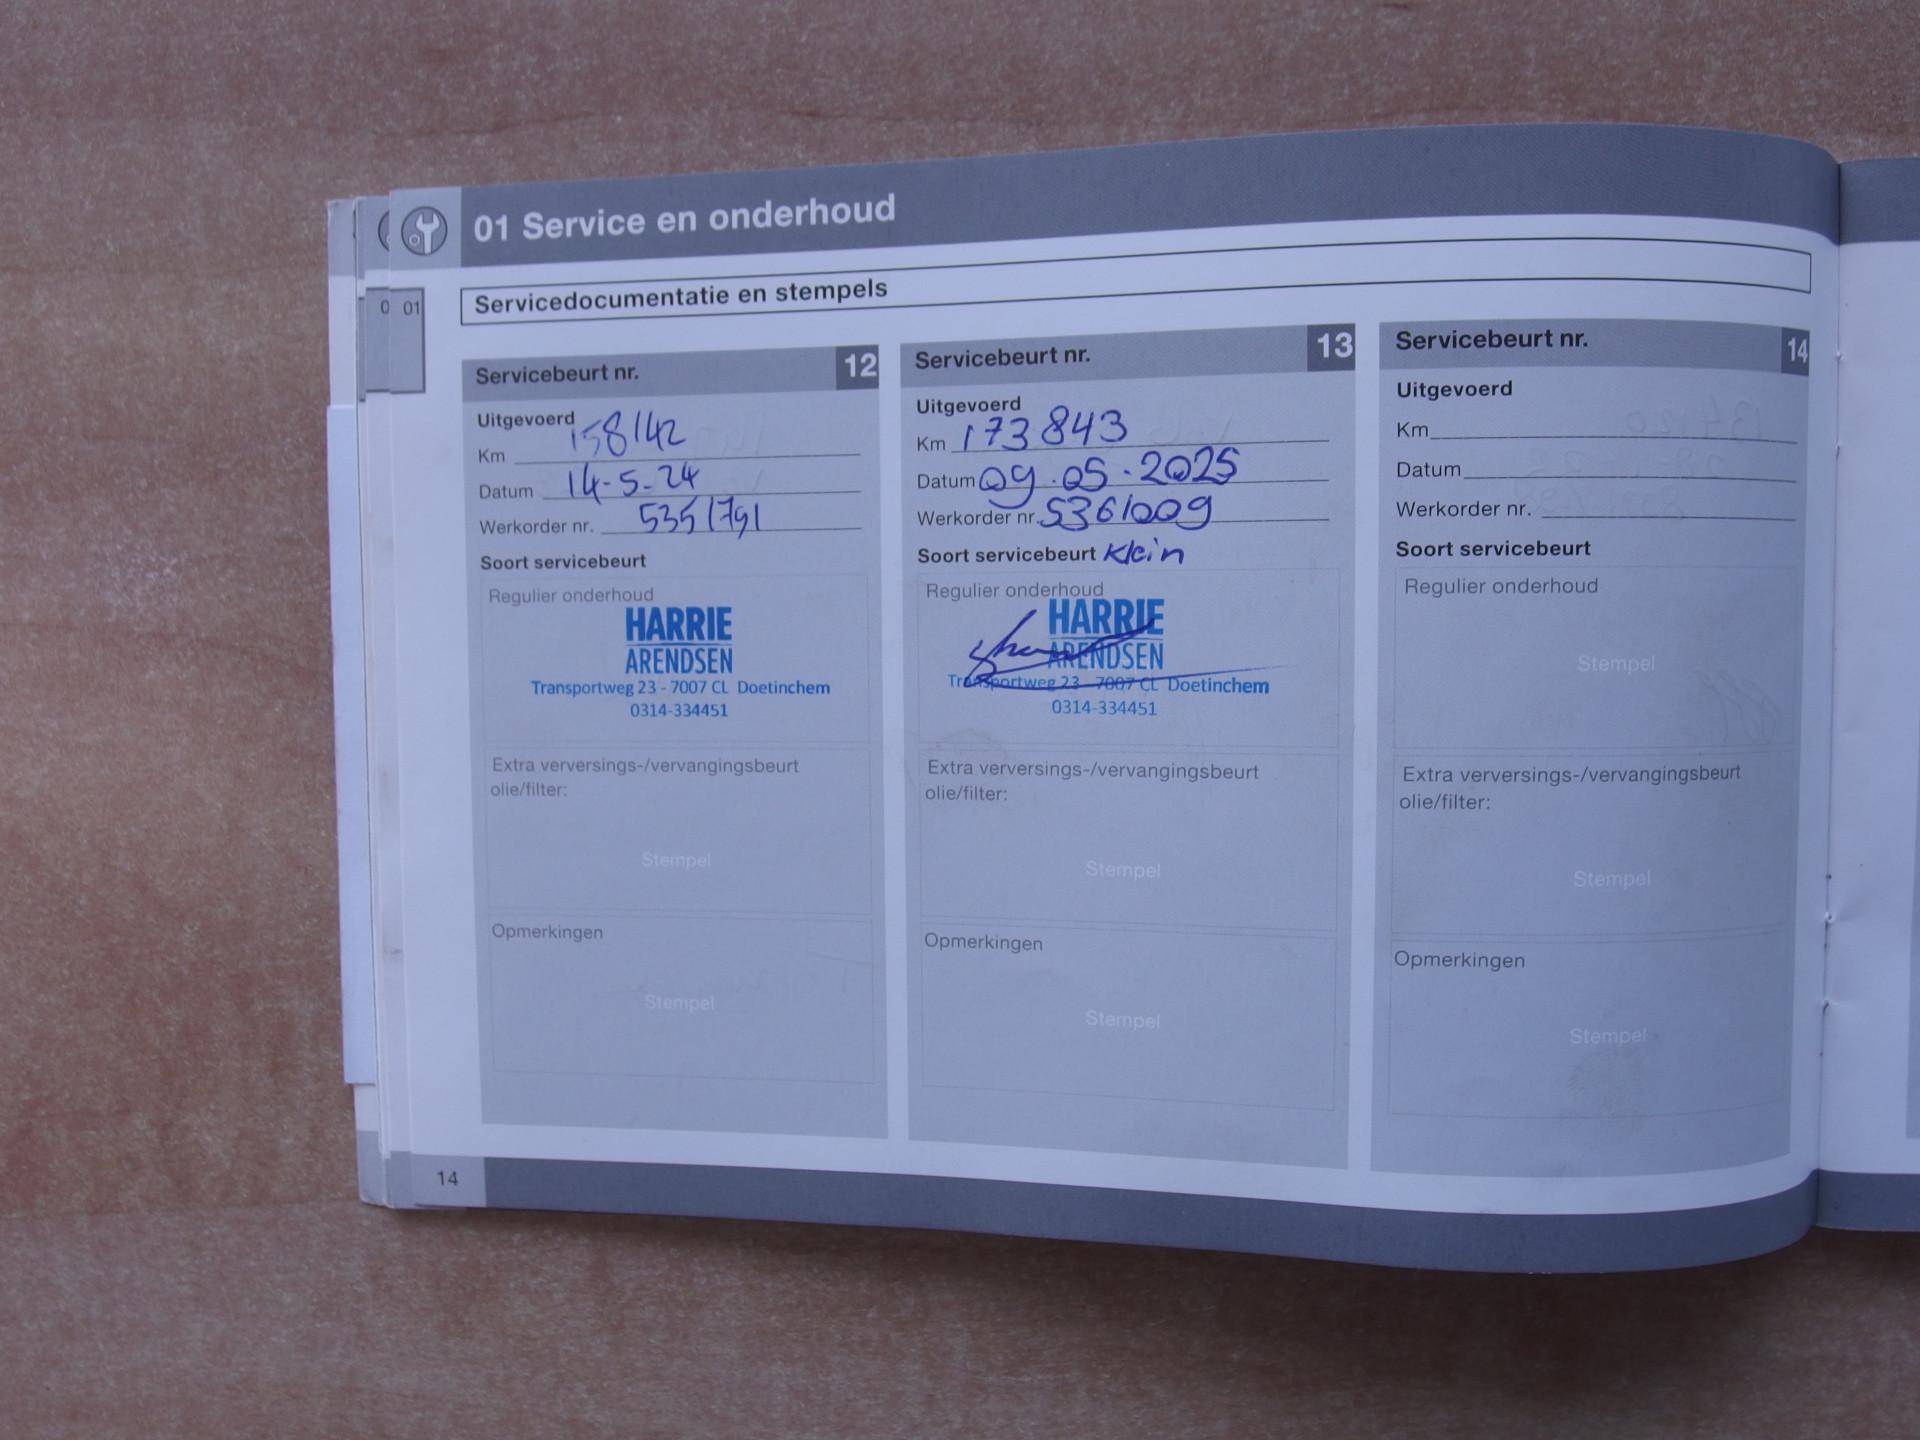 01 Service en onderhoud
0 01
Servicedocumentatie en stempels
Servicebeurt nr. 12
Uitgevoerd
Km 158142
Datum 14-5-24
Werkorder nr. 5351791
Soort servicebeurt
Regulier onderhoud
HARRIE
ARENDSEN
Transportweg 23 - 7007 CL Doetinchem
0314-334451
Extra verversings-/vervangingsbeurt
olie/filter:
Stempel
Opmerkingen
Stempel
Servicebeurt nr. 13
Uitgevoerd
Km 173843
Datum 09.05.2025
Werkorder nr. 5361009
Soort servicebeurt Klein
Regulier onderhoud
HARRIE
ARENDSEN
Transportweg 23 - 7007 CL Doetinchem
0314-334451
Extra verversings-/vervangingsbeurt
olie/filter:
Stempel
Opmerkingen
Stempel
Servicebeurt nr. 14
Uitgevoerd
Km
Datum
Werkorder nr.
Soort servicebeurt
Regulier onderhoud
Stempel
Extra verversings-/vervangingsbeurt
olie/filter:
Stempel
Opmerkingen
Stempel
14